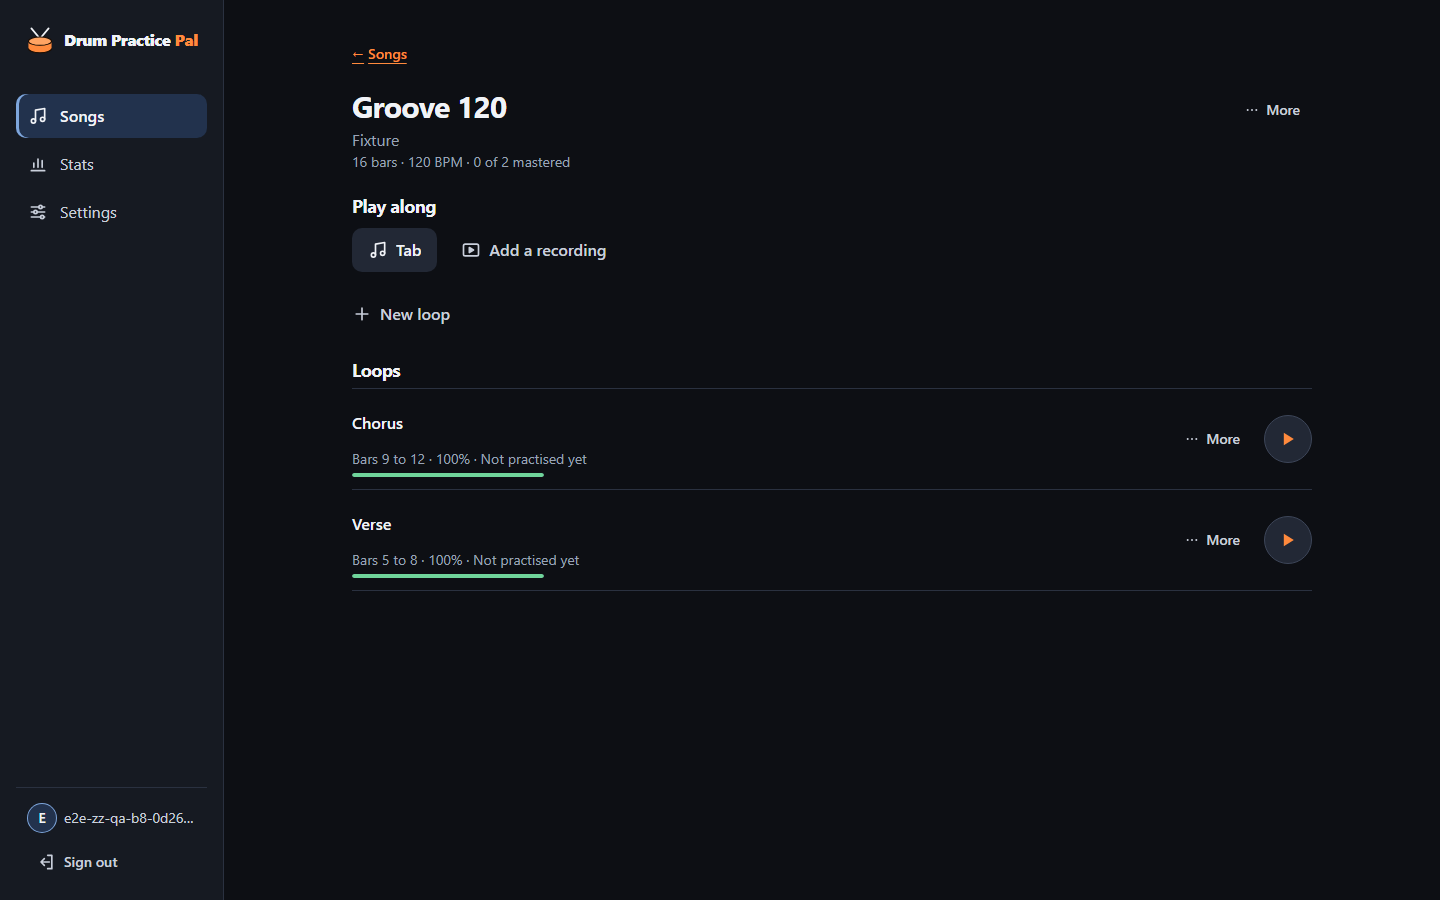 Drum Practice Pal
Songs
Stats
Settings
← Songs
Groove 120
··· More
Fixture
16 bars · 120 BPM · 0 of 2 mastered
Play along
Tab
Add a recording
New loop
Loops
Chorus
Bars 9 to 12 · 100% · Not practised yet
··· More
Verse
Bars 5 to 8 · 100% · Not practised yet
··· More
E
e2e-zz-qa-b8-0d26...
Sign out